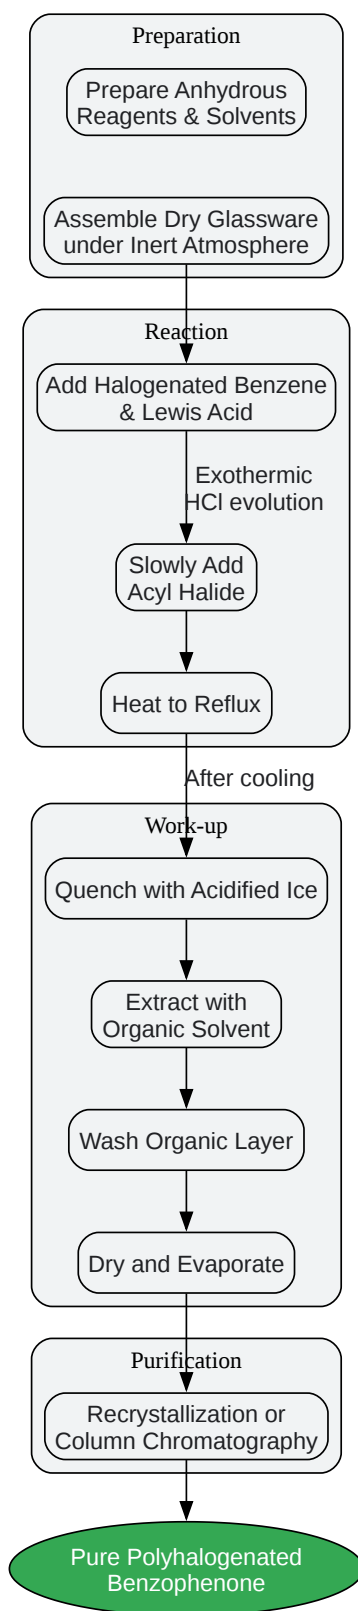 Preparation
Prepare Anhydrous
Reagents & Solvents
Assemble Dry Glassware
under Inert Atmosphere
Reaction
Add Halogenated Benzene
& Lewis Acid
Exothermic
HCl evolution
Slowly Add
Acyl Halide
Heat to Reflux
After cooling
Work-up
Quench with Acidified Ice
Extract with
Organic Solvent
Wash Organic Layer
Dry and Evaporate
Purification
Recrystallization or
Column Chromatography
Pure Polyhalogenated
Benzophenone